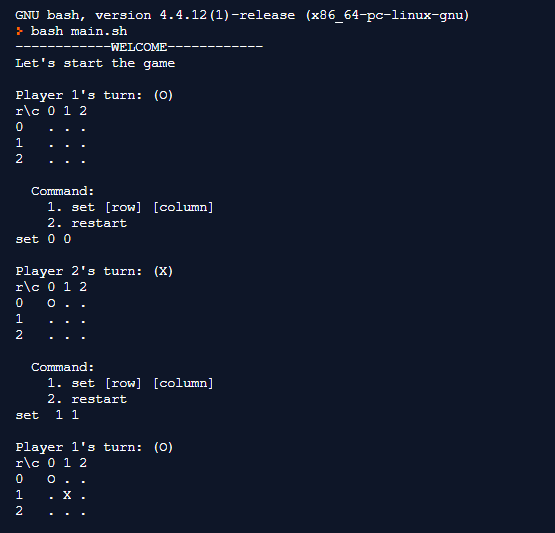 GNU bash, version 4.4.12(1)-release (x86_64-pc-linux-gnu)
> bash main.sh
------------WELCOME------------
Let's start the game

Player 1's turn: (O)
r\c 0 1 2
0   . . .
1   . . .
2   . . .

  Command:
    1. set [row] [column]
    2. restart
set 0 0

Player 2's turn: (X)
r\c 0 1 2
0   O . .
1   . . .
2   . . .

  Command:
    1. set [row] [column]
    2. restart
set  1 1

Player 1's turn: (O)
r\c 0 1 2
0   O . .
1   . X .
2   . . .